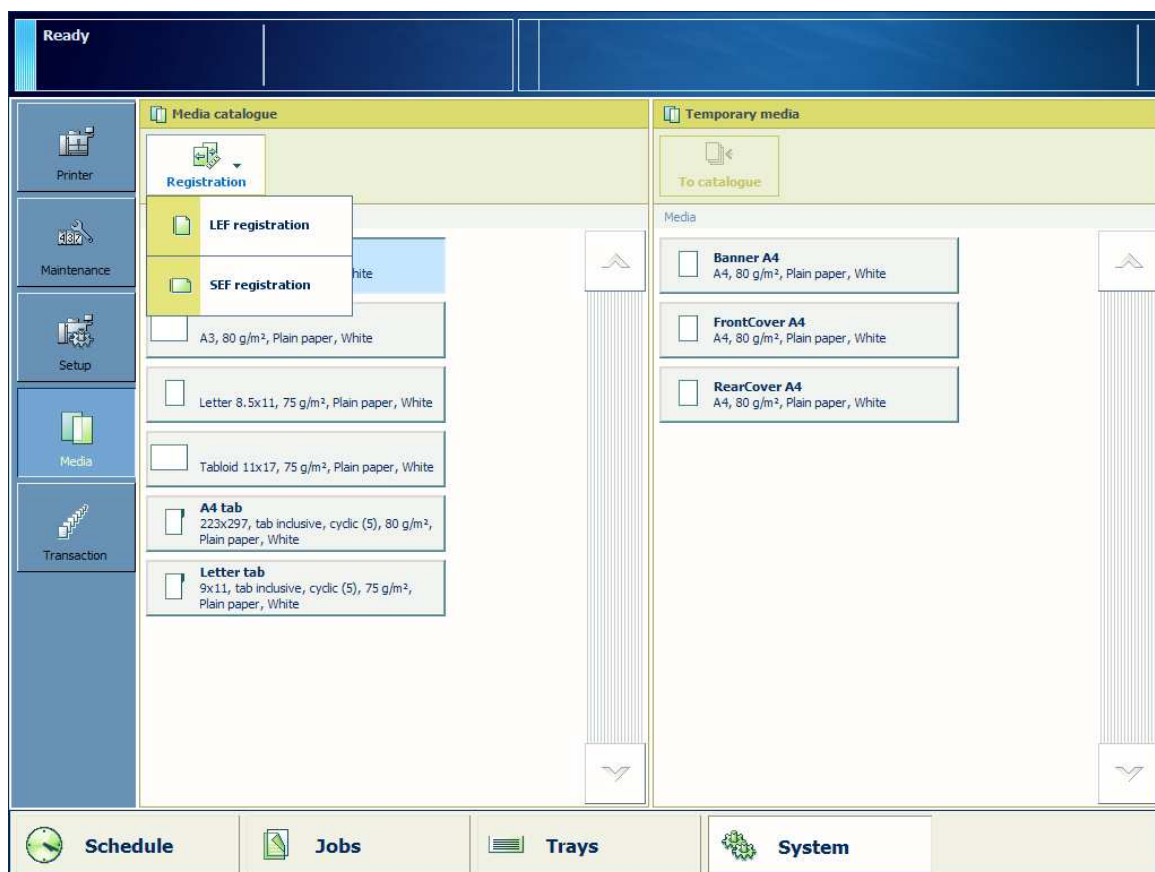 Ready
Printer
Maintenance
Setup
Media
Transaction
Media catalogue
Registration
LEF registration
SEF registration
hite
A3, 80 g/m², Plain paper, White
Letter 8.5x11, 75 g/m², Plain paper, White
Tabloid 11x17, 75 g/m², Plain paper, White
A4 tab
223x297, tab inclusive, cyclic (5), 80 g/m²,
Plain paper, White
Letter tab
9x11, tab inclusive, cyclic (5), 75 g/m²,
Plain paper, White
Temporary media
To catalogue
Media
Banner A4
A4, 80 g/m², Plain paper, White
FrontCover A4
A4, 80 g/m², Plain paper, White
RearCover A4
A4, 80 g/m², Plain paper, White
Schedule
Jobs
Trays
System